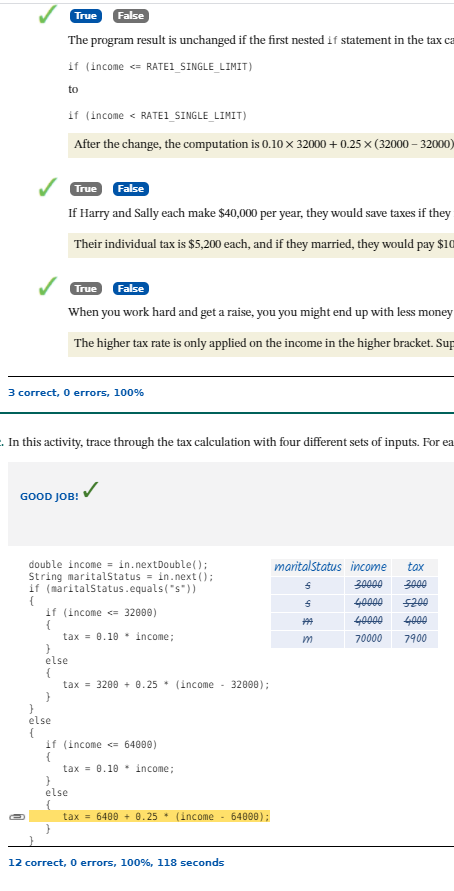 True False
The program result is unchanged if the first nested if statement in the tax ca
if (income <= RATE1_SINGLE_LIMIT)
to
if (income < RATE1_SINGLE_LIMIT)
After the change, the computation is 0.10 × 32000 + 0.25 × (32000 – 32000)
True False
If Harry and Sally each make $40,000 per year, they would save taxes if they
Their individual tax is $5,200 each, and if they married, they would pay $10
True False
When you work hard and get a raise, you you might end up with less money
The higher tax rate is only applied on the income in the higher bracket. Sup
3 correct, 0 errors, 100%
. In this activity, trace through the tax calculation with four different sets of inputs. For ea
GOOD JOB!
double income = in.nextDouble();
String maritalStatus = in.next();
if (maritalStatus.equals("s"))
{
if (income <= 32000)
{
tax = 0.10 * income;
}
else
{
tax = 3200 + 0.25 * (income - 32000);
}
}
else
{
if (income <= 64000)
{
tax = 0.10 * income;
}
else
{
tax = 6400 + 0.25 * (income - 64000);
}
}
maritalStatus income tax
s 30000 3000
s 40000 5200
m 40000 4000
m 70000 7900
12 correct, 0 errors, 100%, 118 seconds